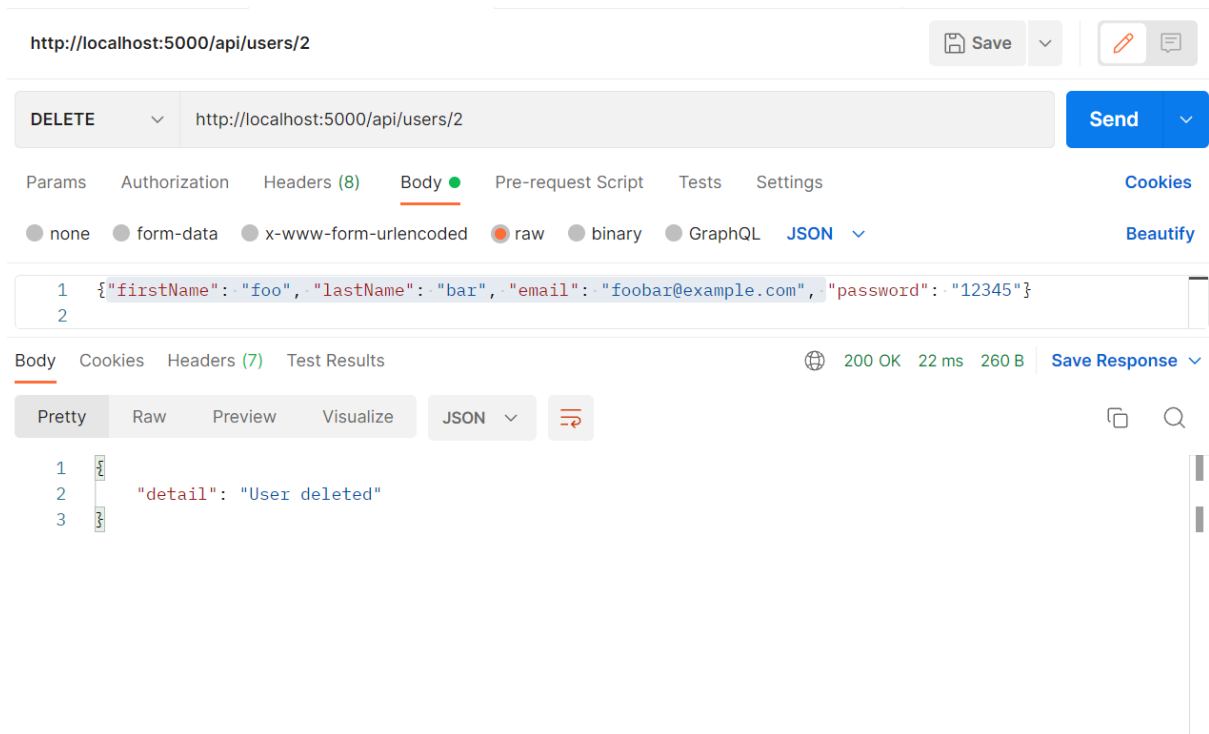 http://localhost:5000/api/users/2 Save
DELETE http://localhost:5000/api/users/2 Send
Params Authorization Headers (8) Body Pre-request Script Tests Settings Cookies
none form-data x-www-form-urlencoded raw binary GraphQL JSON Beautify
1 {"firstName": "foo", "lastName": "bar", "email": "foobar@example.com", "password": "12345"}
2
Body Cookies Headers (7) Test Results 200 OK 22 ms 260 B Save Response
Pretty Raw Preview Visualize JSON
1 {
2 "detail": "User deleted"
3 }